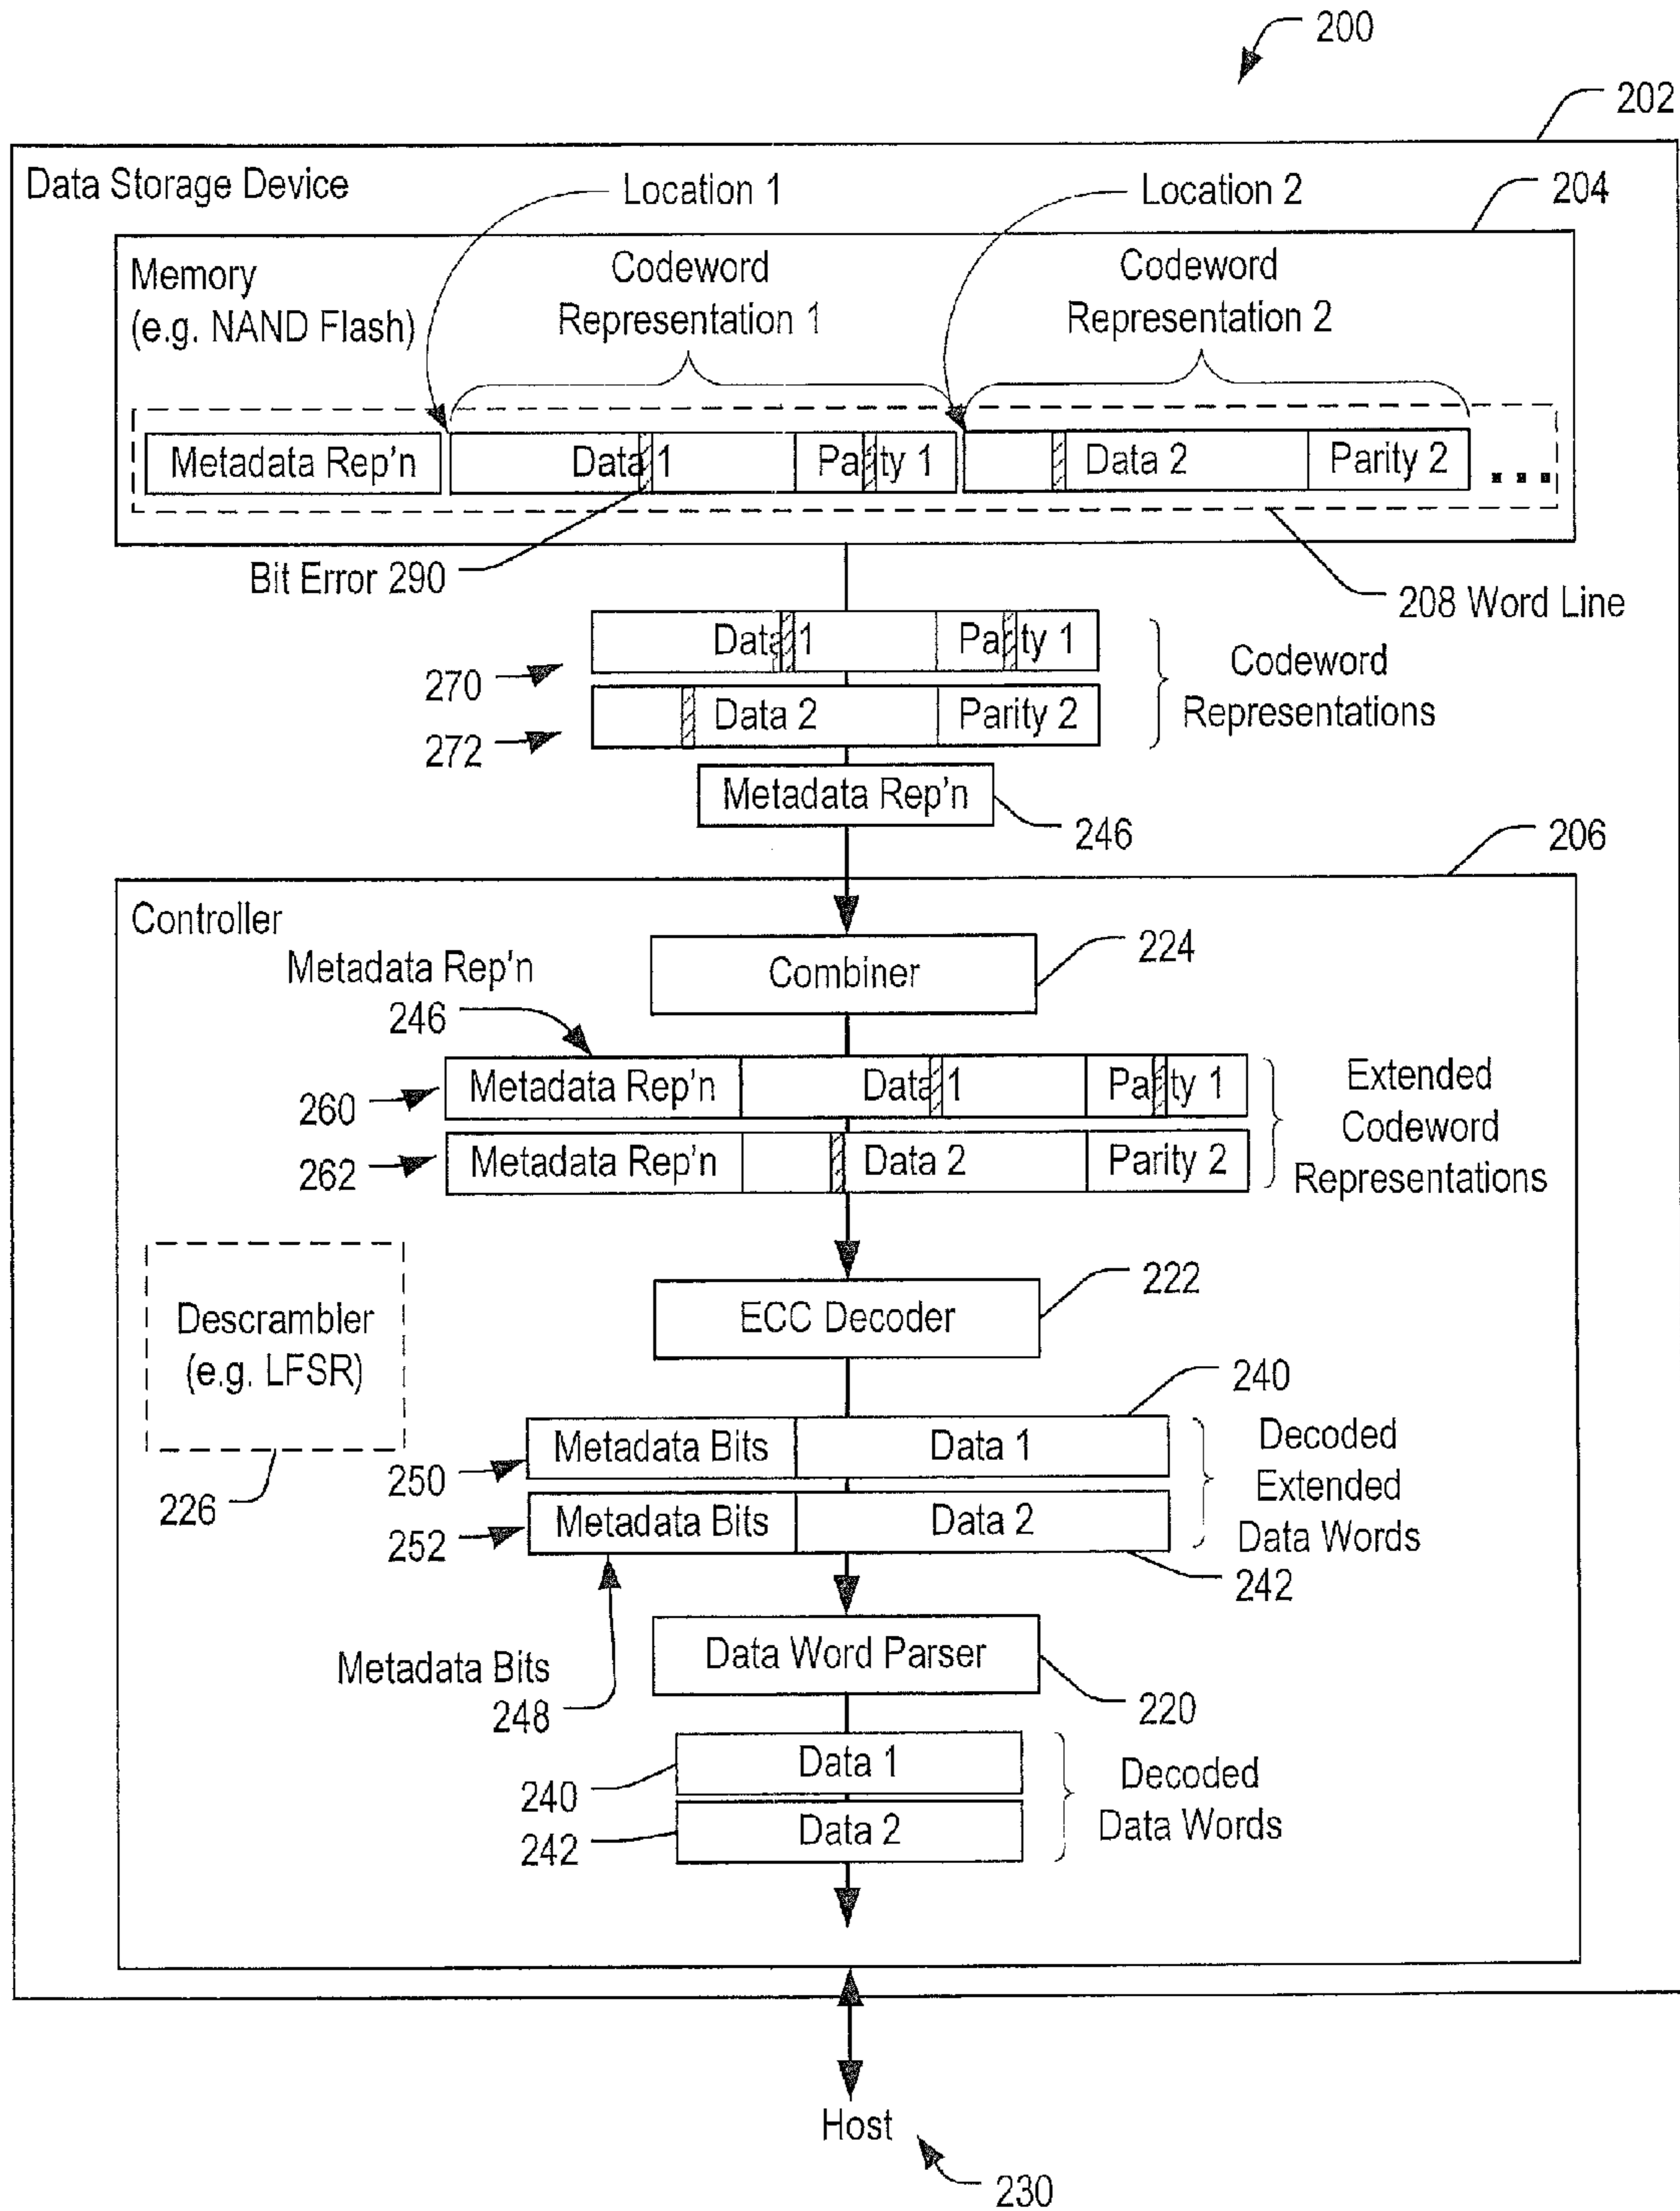 200
202
Data Storage Device
Location 1
Location 2
204
Memory
(e.g. NAND Flash)
Codeword
Representation 1
Codeword
Representation 2
Metadata Rep'n
Data 1
Parity 1
Data 2
Parity 2
...
Bit Error 290
208 Word Line
Data 1
Parity 1
270
Data 2
Parity 2
272
Codeword
Representations
Metadata Rep'n
246
206
Controller
Combiner
224
Metadata Rep'n
246
Metadata Rep'n
Data 1
Parity 1
260
Metadata Rep'n
Data 2
Parity 2
262
Extended
Codeword
Representations
Descrambler
(e.g. LFSR)
226
ECC Decoder
222
240
Metadata Bits
Data 1
250
Metadata Bits
Data 2
252
242
Decoded
Extended
Data Words
Metadata Bits
248
Data Word Parser
220
Data 1
240
Data 2
242
Decoded
Data Words
Host
230